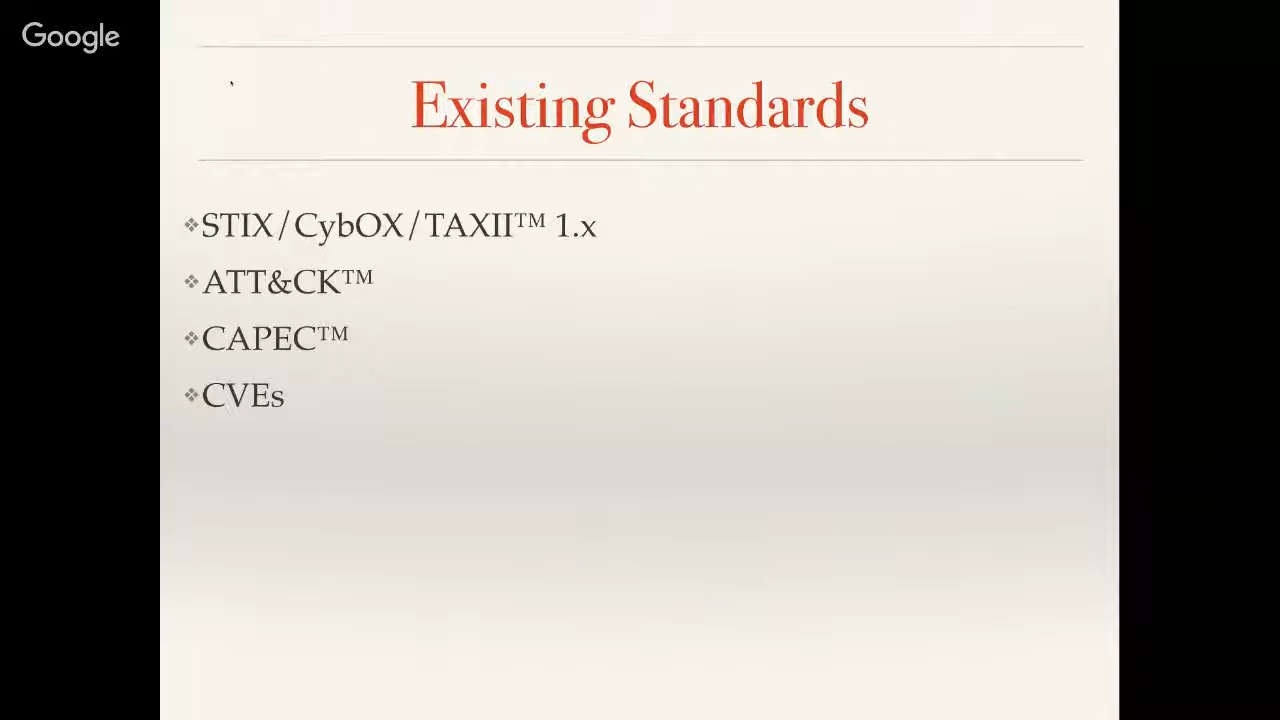 Google
Existing Standards
❖STIX/CybOX/TAXII™ 1.x
❖ATT&CK™
❖CAPEC™
❖CVEs